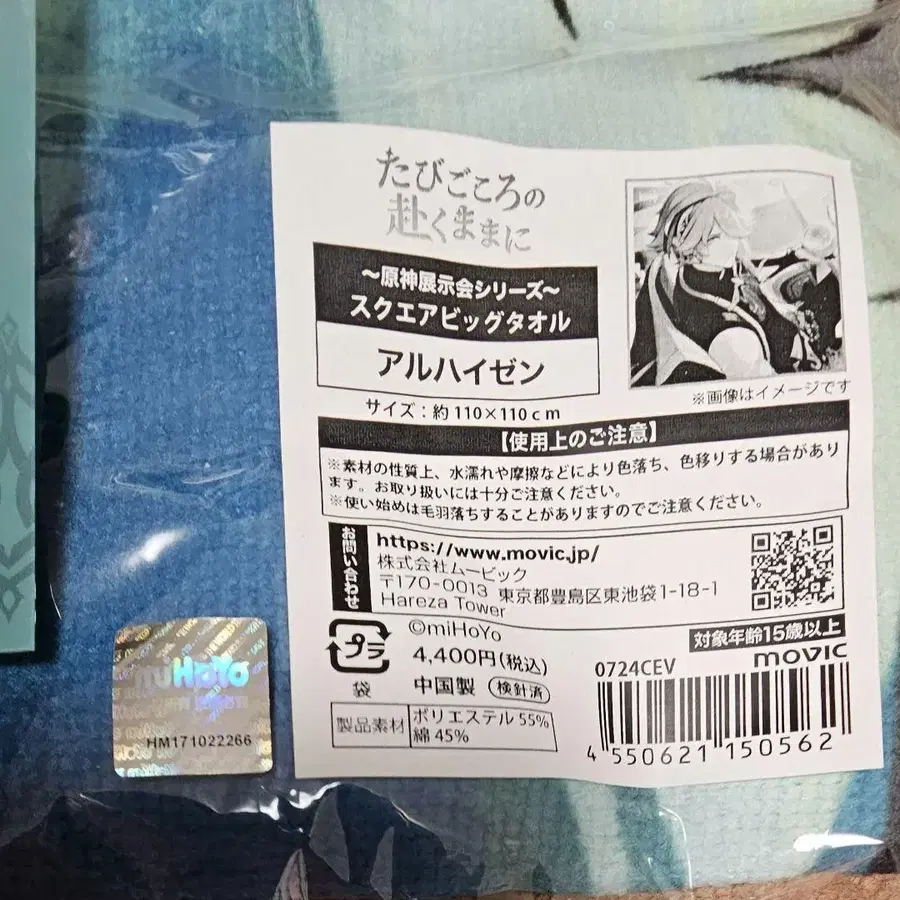 たびごころの
赴くままに
～原神展示会シリーズ～
スクエアビッグタオル
アルハイゼン
サイズ：約110×110cm
※画像はイメージです
【使用上のご注意】
※素材の性質上、水濡れや摩擦などにより色落ち、色移りする場合があり
ます。お取り扱いには十分ご注意ください。
※使い始めは毛羽落ちすることがありますのでご注意ください。
お問い合わせ
https://www.movic.jp/
株式会社ムービック
〒170-0013 東京都豊島区東池袋1-18-1
Hareza Tower
©miHoYo
対象年齢15歳以上
プラ
4,400円(税込)
0724CEV
movic
袋
中国製
検針済
製品素材
ポリエステル55%
綿45%
4 550621 150562
miHoYo
HM171022266